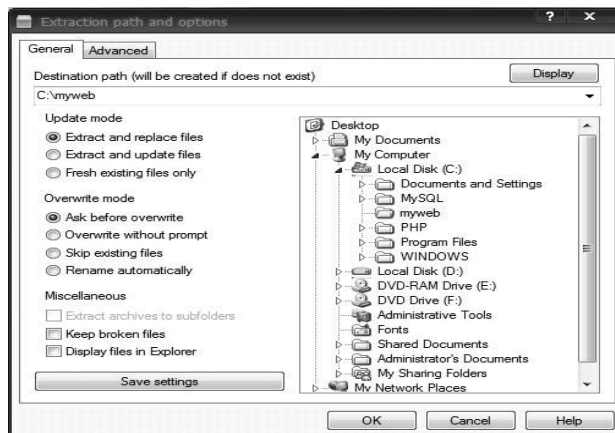 Extraction path and options
General Advanced
Destination path (will be created if does not exist)
Display
C:\myweb
Update mode
Extract and replace files
Extract and update files
Fresh existing files only
Overwrite mode
Ask before overwrite
Overwrite without prompt
Skip existing files
Rename automatically
Miscellaneous
Extract archives to subfolders
Keep broken files
Display files in Explorer
Save settings
Desktop
My Documents
My Computer
Local Disk (C:)
Documents and Settings
MySQL
myweb
PHP
Program Files
WINDOWS
Local Disk (D:)
DVD-RAM Drive (E:)
DVD Drive (F:)
Administrative Tools
Fonts
Shared Documents
Administrator's Documents
My Sharing Folders
My Network Places
OK Cancel Help